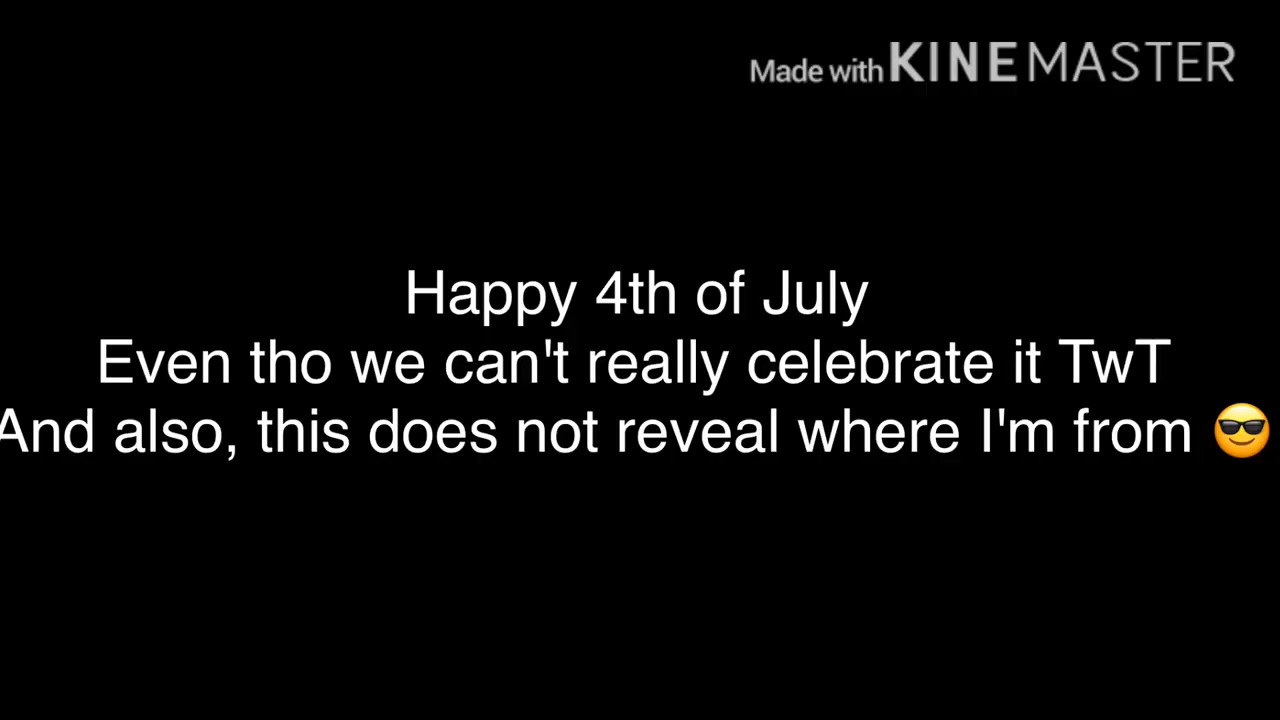 Made with KINEMASTER
Happy 4th of July
Even tho we can't really celebrate it TwT
And also, this does not reveal where I'm from 😎